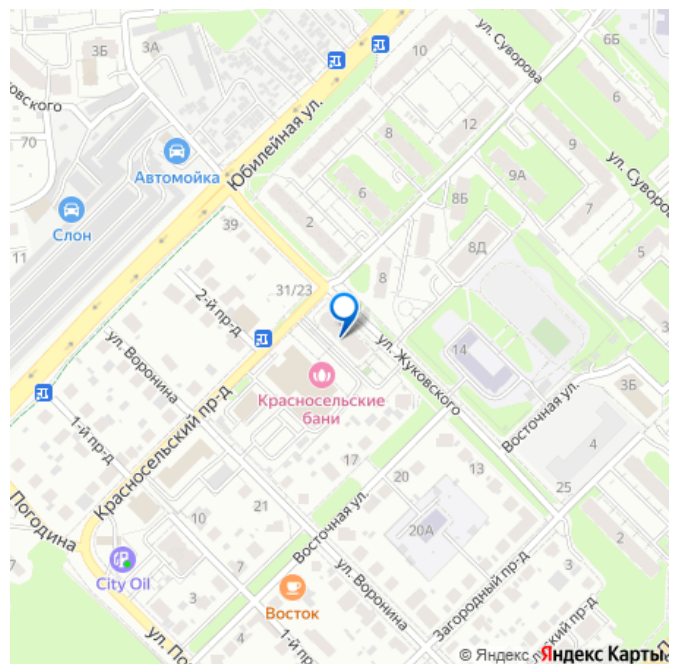 3Б
3А
ул. Суворова
10
6Б
6
70
Автомойка
Юбилейная ул.
12
8
9
ул. Суворо
9А
7
6
8Б
Слон
11
39
2
8Д
5
8
31/23
2-й пр-д
ул. Воронина
ул. Жуковского
14
Красносельские
бани
3Б
1-й пр-д
Красносельский пр-д
Восточная ул.
4
17
20
13
25
Погодина
10
21
Восточная ул.
20А
3
7
City Oil
3
Восток
ул. Воронина
Загородный пр-д
3
ул. По
1-й пр-д
© Яндекс Яндекс Карты